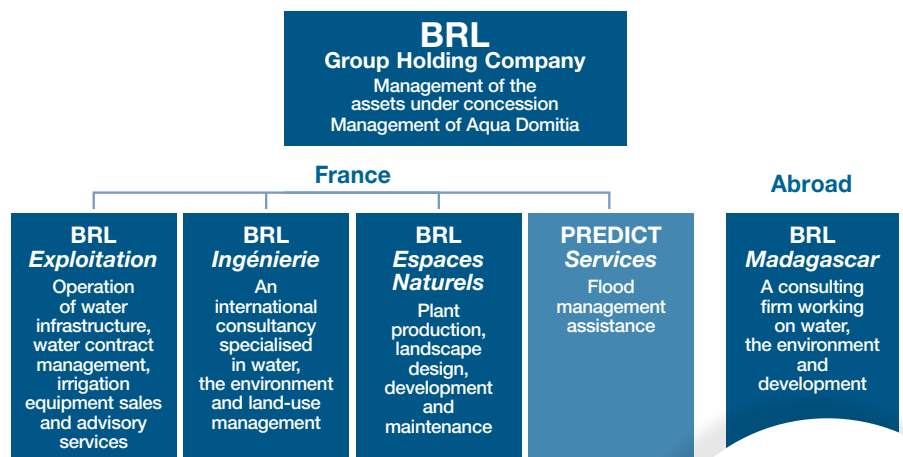 BRL
Group Holding Company
Management of the
assets under concession
Management of Aqua Domitia
France
Abroad
BRL
Exploitation
Operation
of water
infrastructure,
water contract
management,
irrigation
equipment sales
and advisory
services
BRL
Ingénierie
An
international
consultancy
specialised
in water,
the environment
and land-use
management
BRL
Espaces
Naturels
Plant
production,
landscape
design,
development
and
maintenance
PREDICT
Services
Flood
management
assistance
BRL
Madagascar
A consulting
firm working
on water,
the environment
and
development